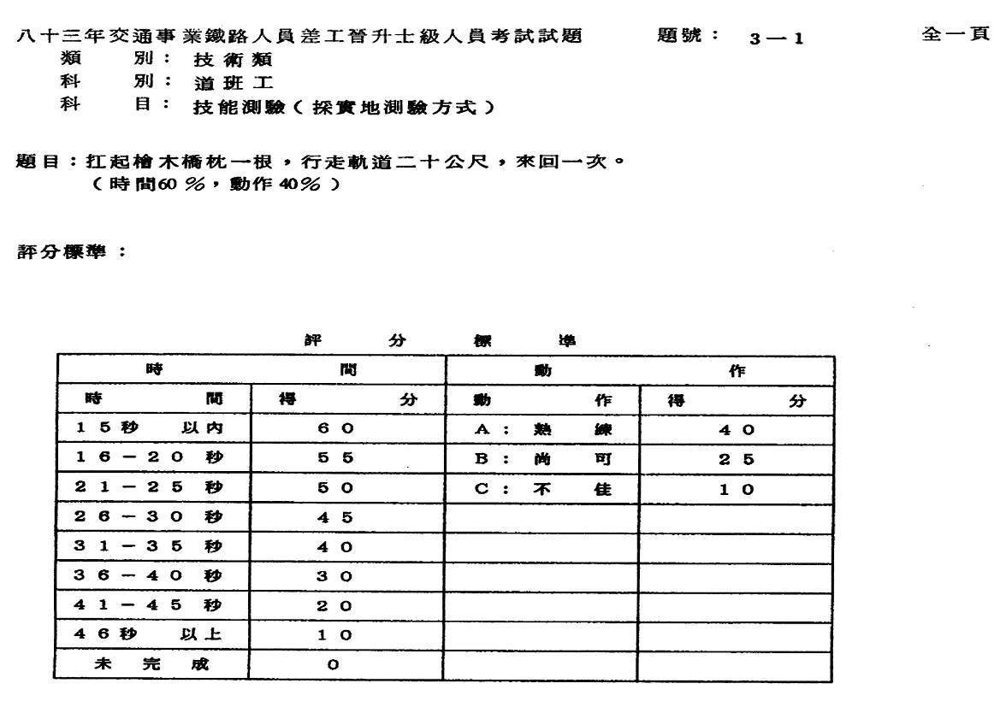 八十三年交通事業鐵路人員差工晉升士級人員考試試題 題號： 3－1 全一頁
類 別： 技術類
科 別： 道班工
科 目： 技能測驗（採實地測驗方式）
題目：扛起檜木橋枕一根，行走軌道二十公尺，來回一次。
（時間60％，動作40％）
評分標準：
評 分 標 準
時 間 動 作
時 間 得 分 動 作 得 分
15秒 以內 60 A：熟 練 40
16－20 秒 55 B：尚 可 25
21－25 秒 50 C：不 佳 10
26－30 秒 45
31－35 秒 40
36－40 秒 30
41－45 秒 20
46秒 以上 10
未 完 成 0